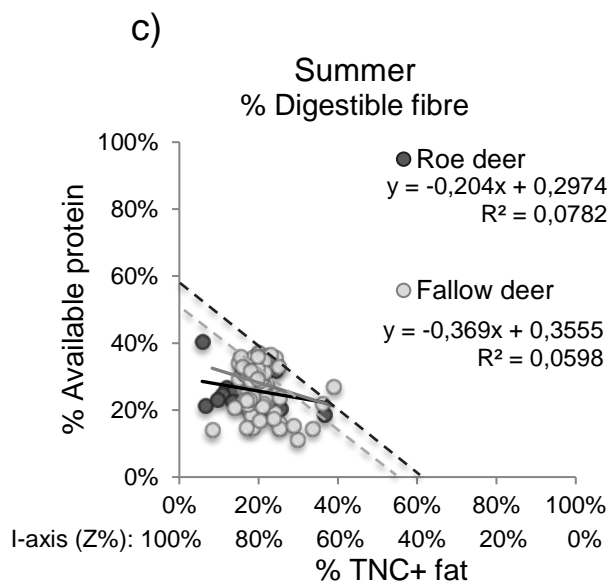 c)
Summer
% Digestible fibre
100%
80%
60%
40%
20%
0%
% Available protein
Roe deer
y = -0,204x + 0,2974
R² = 0,0782
Fallow deer
y = -0,369x + 0,3555
R² = 0,0598
0% 20% 40% 60% 80% 100%
I-axis (Z%): 100% 80% 60% 40% 20% 0%
% TNC+ fat